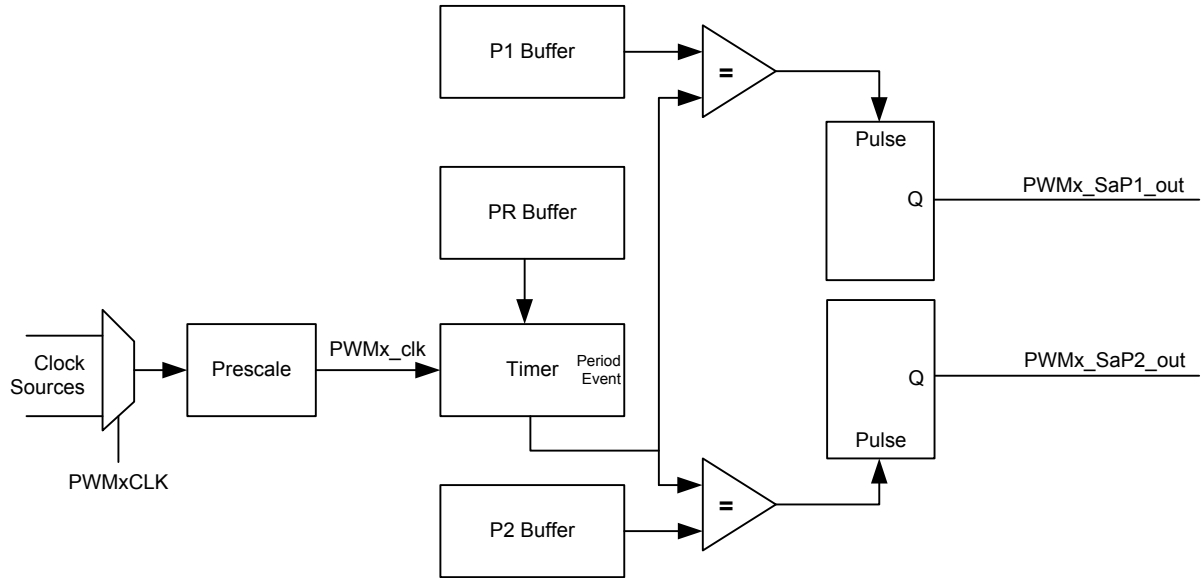 P1 Buffer
=
Pulse
Q
PWMx_SaP1_out
PR Buffer
Clock
Sources
PWMxCLK
Prescale
PWMx_clk
Timer
Period
Event
Q
PWMx_SaP2_out
Pulse
P2 Buffer
=